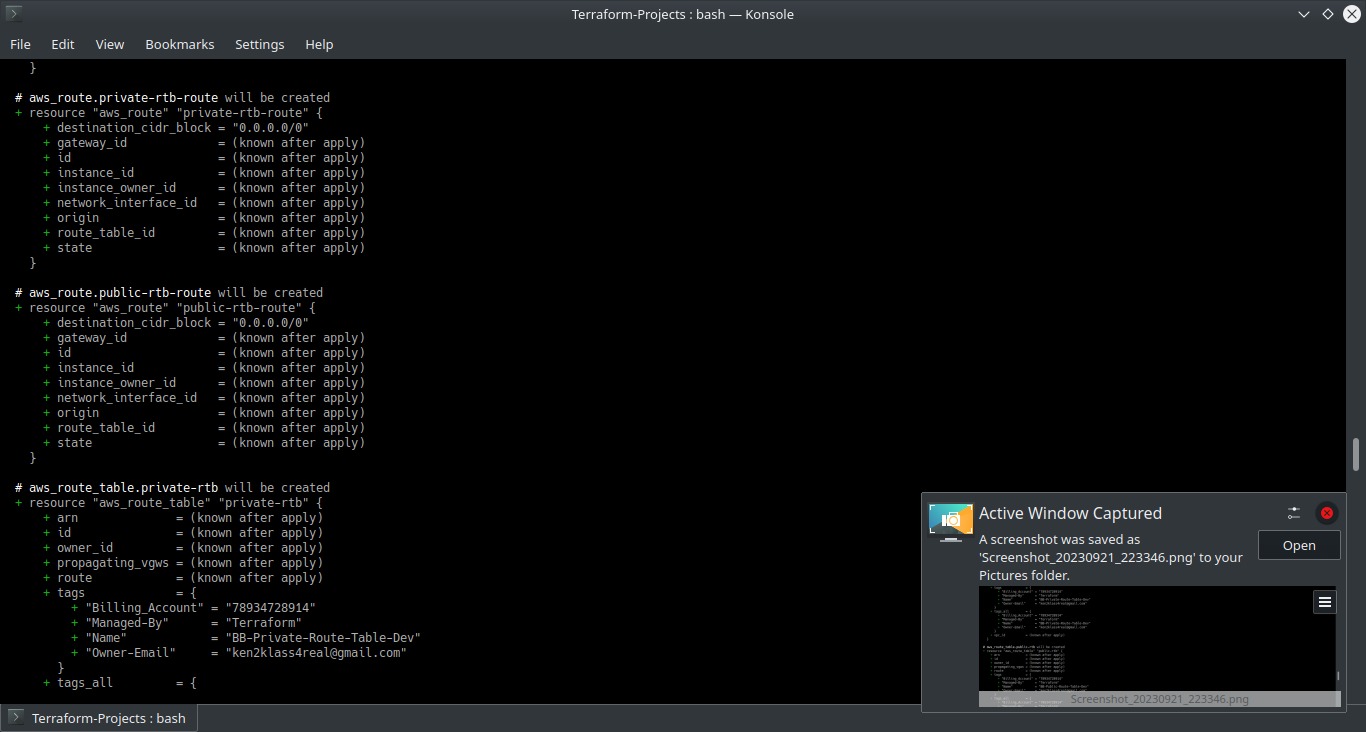 Terraform-Projects : bash — Konsole
File Edit View Bookmarks Settings Help
}
# aws_route.private-rtb-route will be created
+ resource "aws_route" "private-rtb-route" {
+ destination_cidr_block = "0.0.0.0/0"
+ gateway_id = (known after apply)
+ id = (known after apply)
+ instance_id = (known after apply)
+ instance_owner_id = (known after apply)
+ network_interface_id = (known after apply)
+ origin = (known after apply)
+ route_table_id = (known after apply)
+ state = (known after apply)
}
# aws_route.public-rtb-route will be created
+ resource "aws_route" "public-rtb-route" {
+ destination_cidr_block = "0.0.0.0/0"
+ gateway_id = (known after apply)
+ id = (known after apply)
+ instance_id = (known after apply)
+ instance_owner_id = (known after apply)
+ network_interface_id = (known after apply)
+ origin = (known after apply)
+ route_table_id = (known after apply)
+ state = (known after apply)
}
# aws_route_table.private-rtb will be created
+ resource "aws_route_table" "private-rtb" {
+ arn = (known after apply)
+ id = (known after apply)
+ owner_id = (known after apply)
+ propagating_vgws = (known after apply)
+ route = (known after apply)
+ tags = {
+ "Billing_Account" = "78934728914"
+ "Managed-By" = "Terraform"
+ "Name" = "BB-Private-Route-Table-Dev"
+ "Owner-Email" = "ken2klass4real@gmail.com"
}
+ tags_all = {
Active Window Captured
A screenshot was saved as
'Screenshot_20230921_223346.png' to your
Pictures folder.
Open
Screenshot_20230921_223346.png
Terraform-Projects : bash